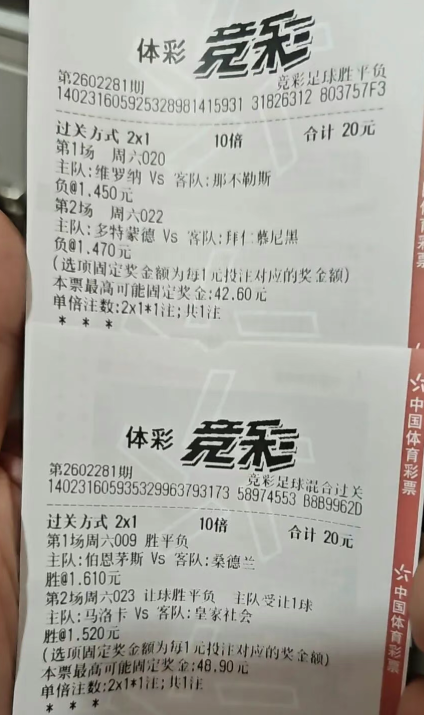 体彩 竞彩
第2602281期 竞彩足球胜平负
140231605925328981415931 31826312 803757F3
过关方式 2x1 10倍 合计 20元
第1场 周六020
主队:维罗纳 Vs 客队:那不勒斯
负@1.450元
第2场 周六022
主队:多特蒙德 Vs 客队:拜仁慕尼黑
负@1.470元
(选项固定奖金额为每1元投注对应的奖金额)
本票最高可能固定奖金:42.60元
单倍注数:2x1*1注;共1注
* * *
体彩 竞彩
第2602281期 竞彩足球混合过关
140231605935329963793173 58974553 B8B9962D
过关方式 2x1 10倍 合计 20元
第1场周六009 胜平负
主队:伯恩茅斯 Vs 客队:桑德兰
胜@1.610元
第2场周六023 让球胜平负 主队受让1球
主队:马洛卡 Vs 客队:皇家社会
胜@1.520元
(选项固定奖金额为每1元投注对应的奖金额)
本票最高可能固定奖金:48.90元
单倍注数:2x1*1注;共1注
* * *
中国体育彩票
中国体育彩票